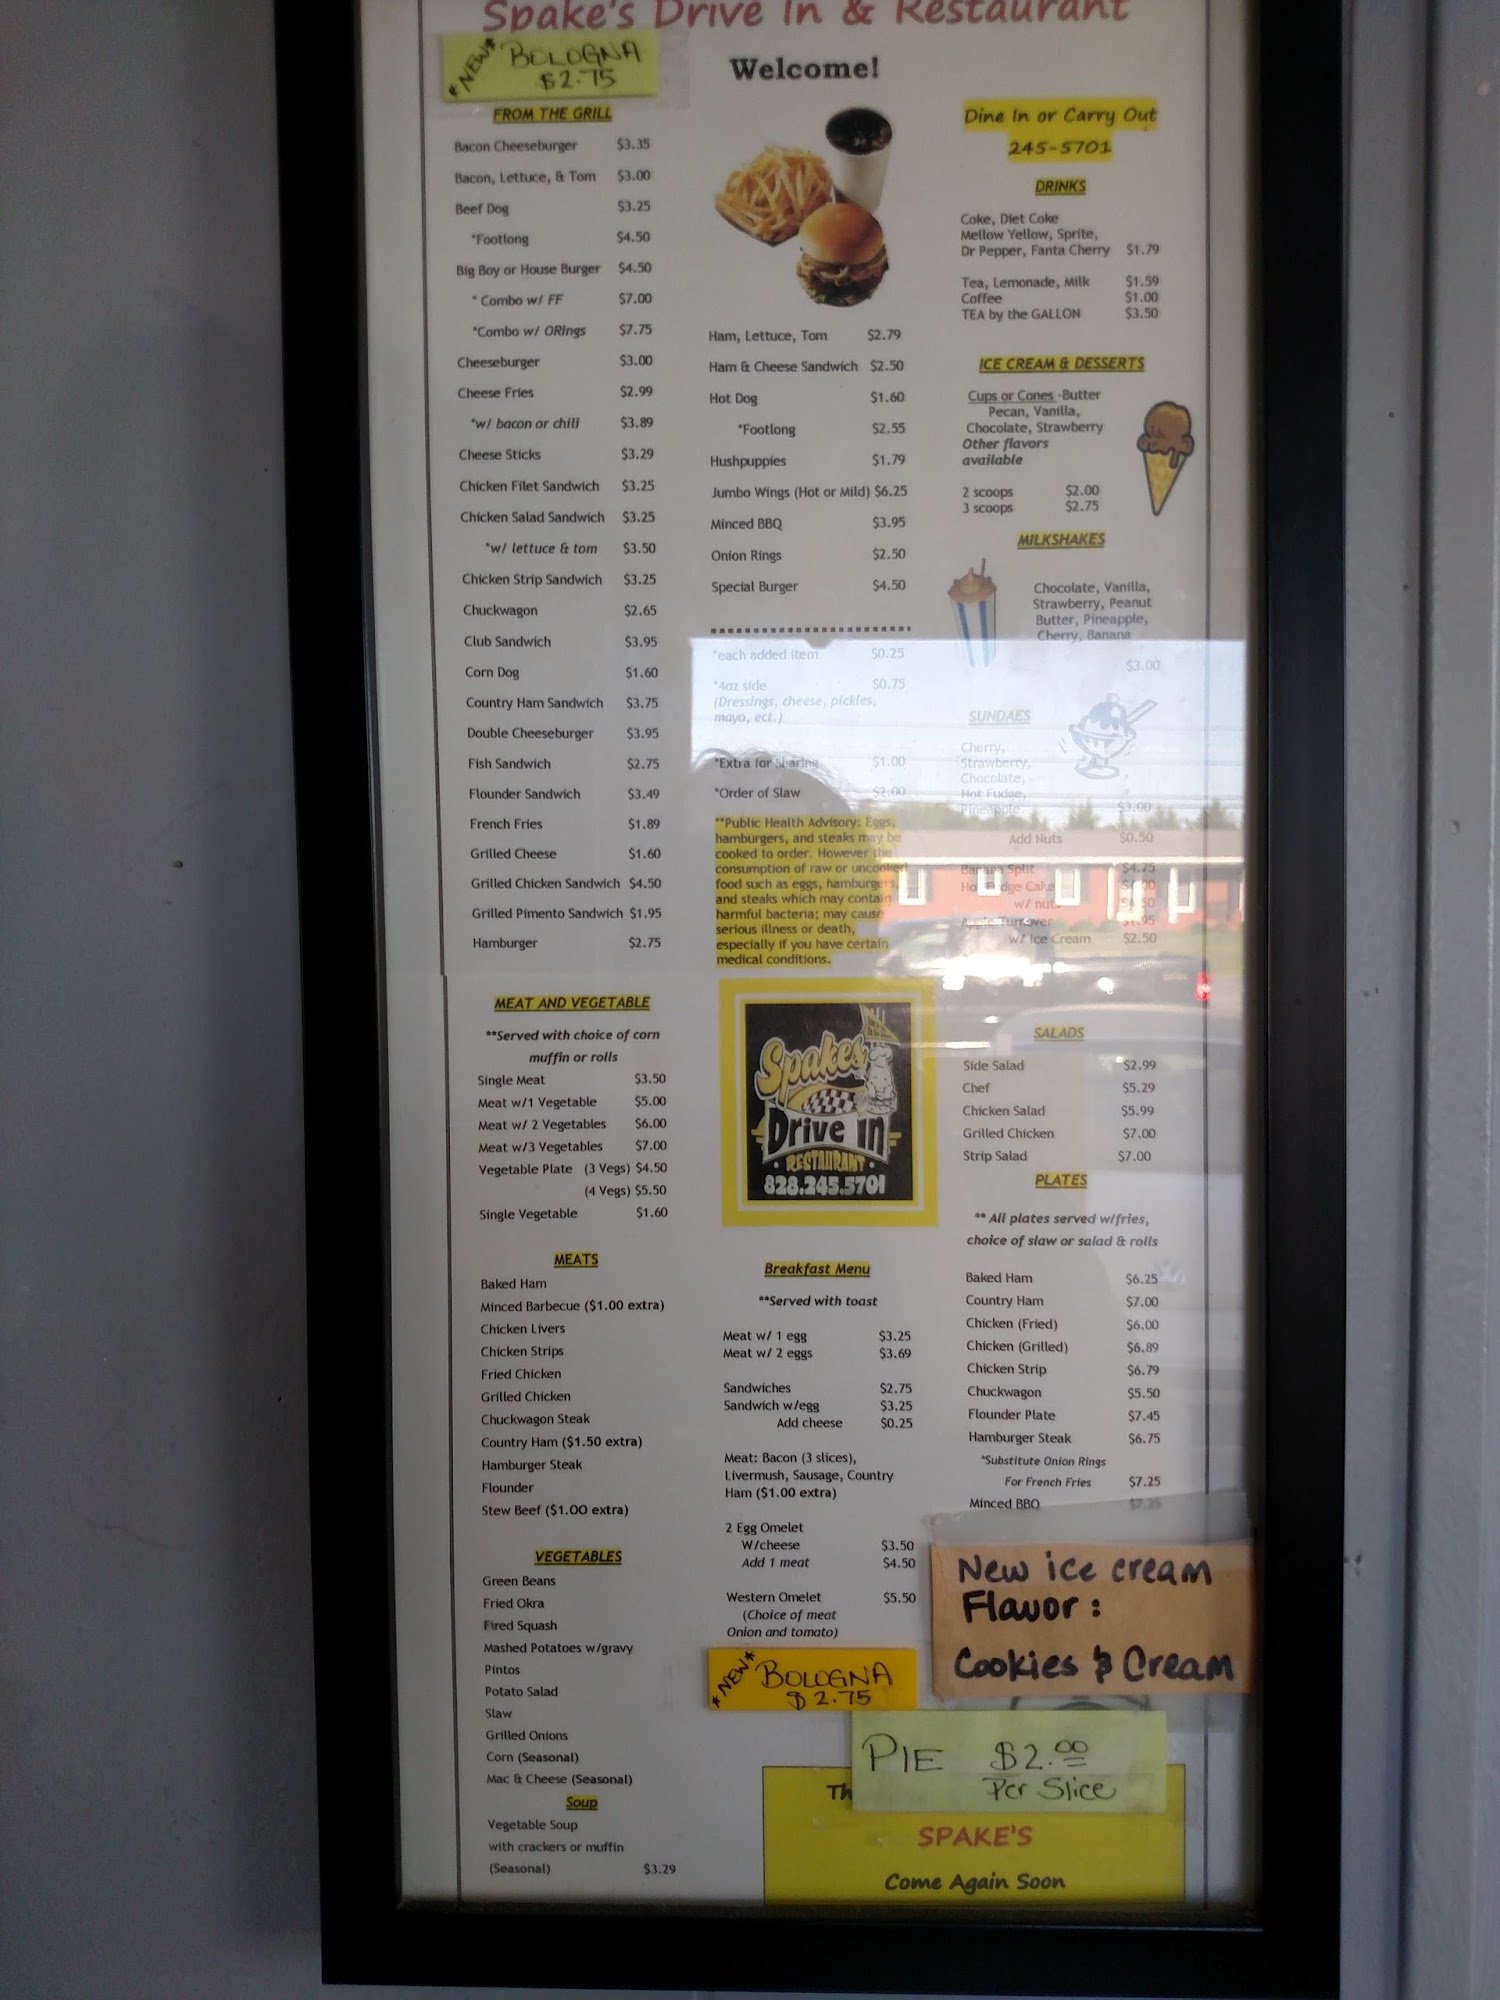 Spake's Drive In & Restaurant
*NEW* BOLOGNA
$2.75
Welcome!
FROM THE GRILL
Bacon Cheeseburger $3.35
Bacon, Lettuce, & Tom $3.00
Beef Dog $3.25
*Footlong $4.50
Big Boy or House Burger $4.50
* Combo w/ FF $7.00
*Combo w/ ORings $7.75
Cheeseburger $3.00
Cheese Fries $2.99
*w/ bacon or chili $3.89
Cheese Sticks $3.29
Chicken Filet Sandwich $3.25
Chicken Salad Sandwich $3.25
*w/ lettuce & tom $3.50
Chicken Strip Sandwich $3.25
Chuckwagon $2.65
Club Sandwich $3.95
Corn Dog $1.60
Country Ham Sandwich $3.75
Double Cheeseburger $3.95
Fish Sandwich $2.75
Flounder Sandwich $3.49
French Fries $1.89
Grilled Cheese $1.60
Grilled Chicken Sandwich $4.50
Grilled Pimento Sandwich $1.95
Hamburger $2.75
MEAT AND VEGETABLE
**Served with choice of corn
muffin or rolls
Single Meat $3.50
Meat w/1 Vegetable $5.00
Meat w/ 2 Vegetables $6.00
Meat w/3 Vegetables $7.00
Vegetable Plate (3 Vegs) $4.50
(4 Vegs) $5.50
Single Vegetable $1.60
MEATS
Baked Ham
Minced Barbecue ($1.00 extra)
Chicken Livers
Chicken Strips
Fried Chicken
Grilled Chicken
Chuckwagon Steak
Country Ham ($1.50 extra)
Hamburger Steak
Flounder
Stew Beef ($1.00 extra)
VEGETABLES
Green Beans
Fried Okra
Fired Squash
Mashed Potatoes w/gravy
Pintos
Potato Salad
Slaw
Grilled Onions
Corn (Seasonal)
Mac & Cheese (Seasonal)
Soup
Vegetable Soup
with crackers or muffin
(Seasonal) $3.29
Ham, Lettuce, Tom $2.79
Ham & Cheese Sandwich $2.50
Hot Dog $1.60
*Footlong $2.55
Hushpuppies $1.79
Jumbo Wings (Hot or Mild) $6.25
Minced BBQ $3.95
Onion Rings $2.50
Special Burger $4.50
*each added item $0.25
*4oz side $0.75
(Dressings, cheese, pickles,
mayo, ect.)
*Extra for Sharing $1.00
*Order of Slaw $2.00
**Public Health Advisory: Eggs,
hamburgers, and steaks may be
cooked to order. However the
consumption of raw or uncooked
food such as eggs, hamburgers,
and steaks which may contain
harmful bacteria; may cause
serious illness or death,
especially if you have certain
medical conditions.
Spakes
Drive In
RESTAURANT
828.245.5701
Breakfast Menu
**Served with toast
Meat w/ 1 egg $3.25
Meat w/ 2 eggs $3.69
Sandwiches $2.75
Sandwich w/egg $3.25
Add cheese $0.25
Meat: Bacon (3 slices),
Livermush, Sausage, Country
Ham ($1.00 extra)
2 Egg Omelet
W/cheese $3.50
Add 1 meat $4.50
Western Omelet $5.50
(Choice of meat
Onion and tomato)
*NEW* BOLOGNA
$2.75
Dine In or Carry Out
245-5701
DRINKS
Coke, Diet Coke
Mellow Yellow, Sprite,
Dr Pepper, Fanta Cherry $1.79
Tea, Lemonade, Milk $1.59
Coffee $1.00
TEA by the GALLON $3.50
ICE CREAM & DESSERTS
Cups or Cones -Butter
Pecan, Vanilla,
Chocolate, Strawberry
Other flavors
available
2 scoops $2.00
3 scoops $2.75
MILKSHAKES
Chocolate, Vanilla,
Strawberry, Peanut
Butter, Pineapple,
Cherry, Banana
$3.00
SUNDAES
Cherry,
Strawberry,
Chocolate,
Hot Fudge,
Pineapple $3.00
Add Nuts $0.50
Banana Split $4.75
Hot Fudge Cake
w/ nuts
Apple Turnover
w/ Ice Cream $2.50
SALADS
Side Salad $2.99
Chef $5.29
Chicken Salad $5.99
Grilled Chicken $7.00
Strip Salad $7.00
PLATES
** All plates served w/fries,
choice of slaw or salad & rolls
Baked Ham $6.25
Country Ham $7.00
Chicken (Fried) $6.00
Chicken (Grilled) $6.89
Chicken Strip $6.79
Chuckwagon $5.50
Flounder Plate $7.45
Hamburger Steak $6.75
*Substitute Onion Rings
For French Fries $7.25
Minced BBQ
New ice cream
Flavor:
Cookies & Cream
PIE $2.00
Per Slice
SPAKE'S
Come Again Soon